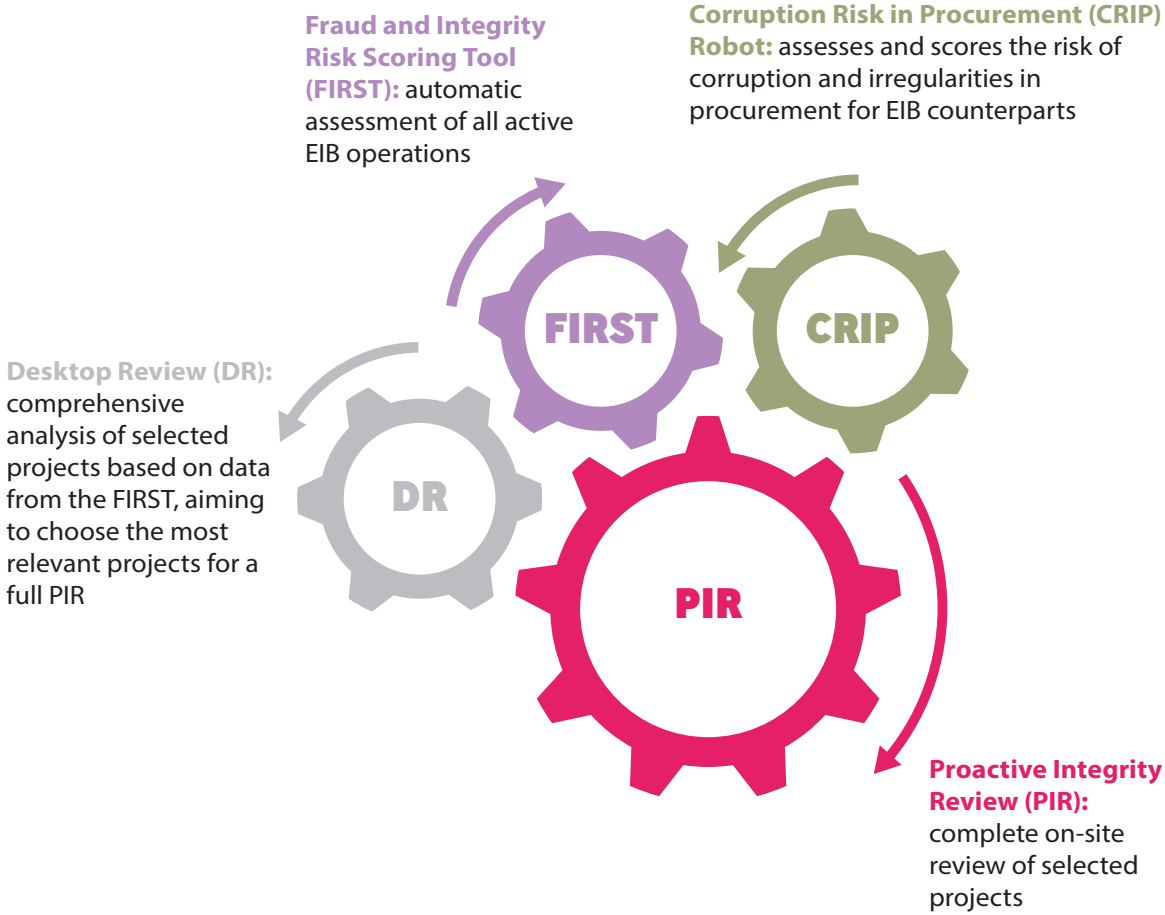 Fraud and Integrity
Risk Scoring Tool
(FIRST): automatic
assessment of all active
EIB operations
Corruption Risk in Procurement (CRIP)
Robot: assesses and scores the risk of
corruption and irregularities in
procurement for EIB counterparts
FIRST
CRIP
Desktop Review (DR):
comprehensive
analysis of selected
projects based on data
from the FIRST, aiming
to choose the most
relevant projects for a
full PIR
DR
PIR
Proactive Integrity
Review (PIR):
complete on-site
review of selected
projects